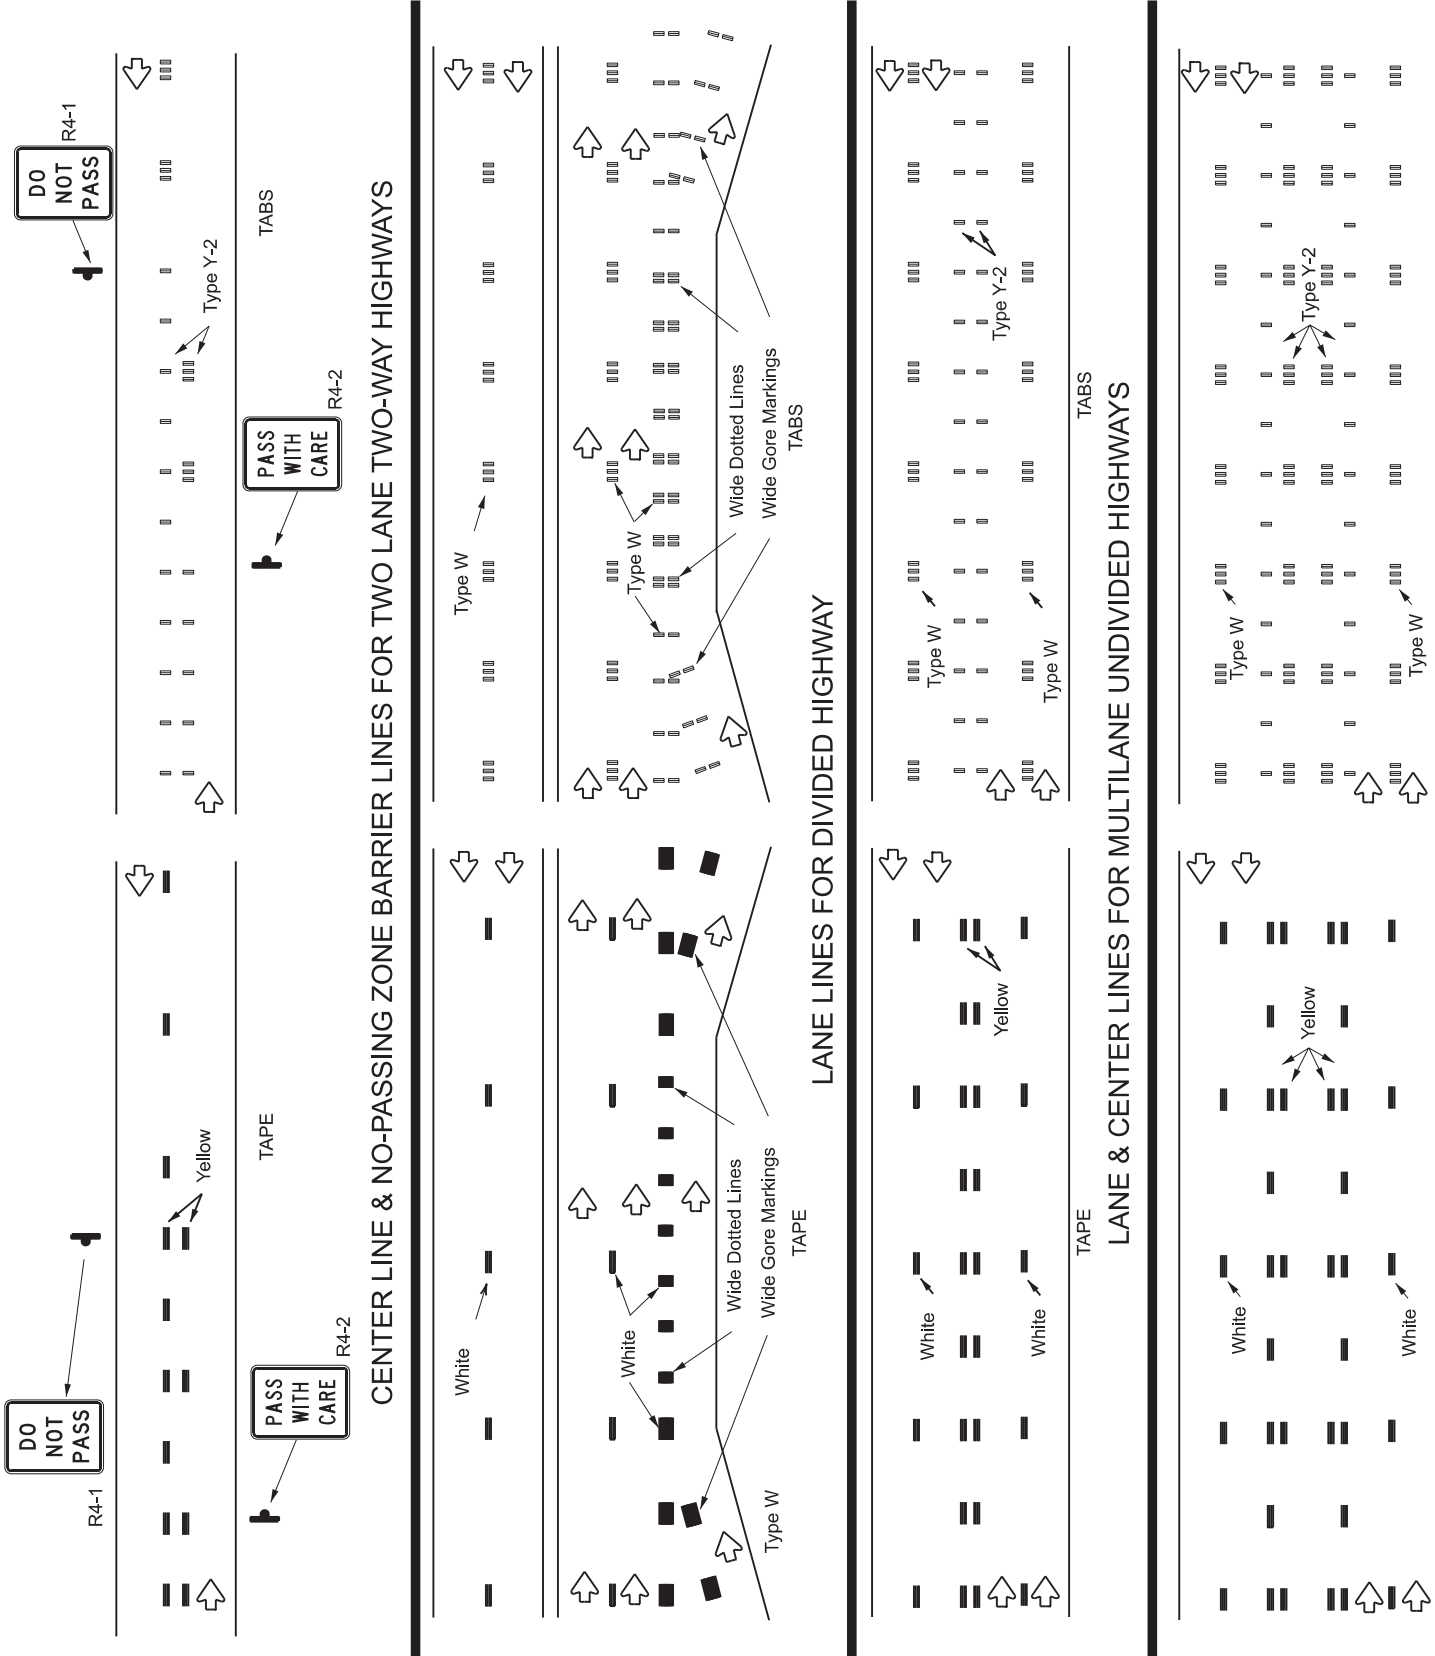 DO
NOT
PASS
R4-1
Type Y-2
TABS
PASS
WITH
CARE
R4-2
DO
NOT
PASS
R4-1
Yellow
TAPE
PASS
WITH
CARE
R4-2
CENTER LINE & NO-PASSING ZONE BARRIER LINES FOR TWO LANE TWO-WAY HIGHWAYS
Type W
Type W
Wide Dotted Lines
Wide Gore Markings
TABS
White
White
Wide Dotted Lines
Wide Gore Markings
TAPE
Type W
LANE LINES FOR DIVIDED HIGHWAY
Type Y-2
Type W
Type W
TABS
Yellow
White
White
TAPE
LANE & CENTER LINES FOR MULTILANE UNDIVIDED HIGHWAYS
Type Y-2
Type W
Type W
Yellow
White
White